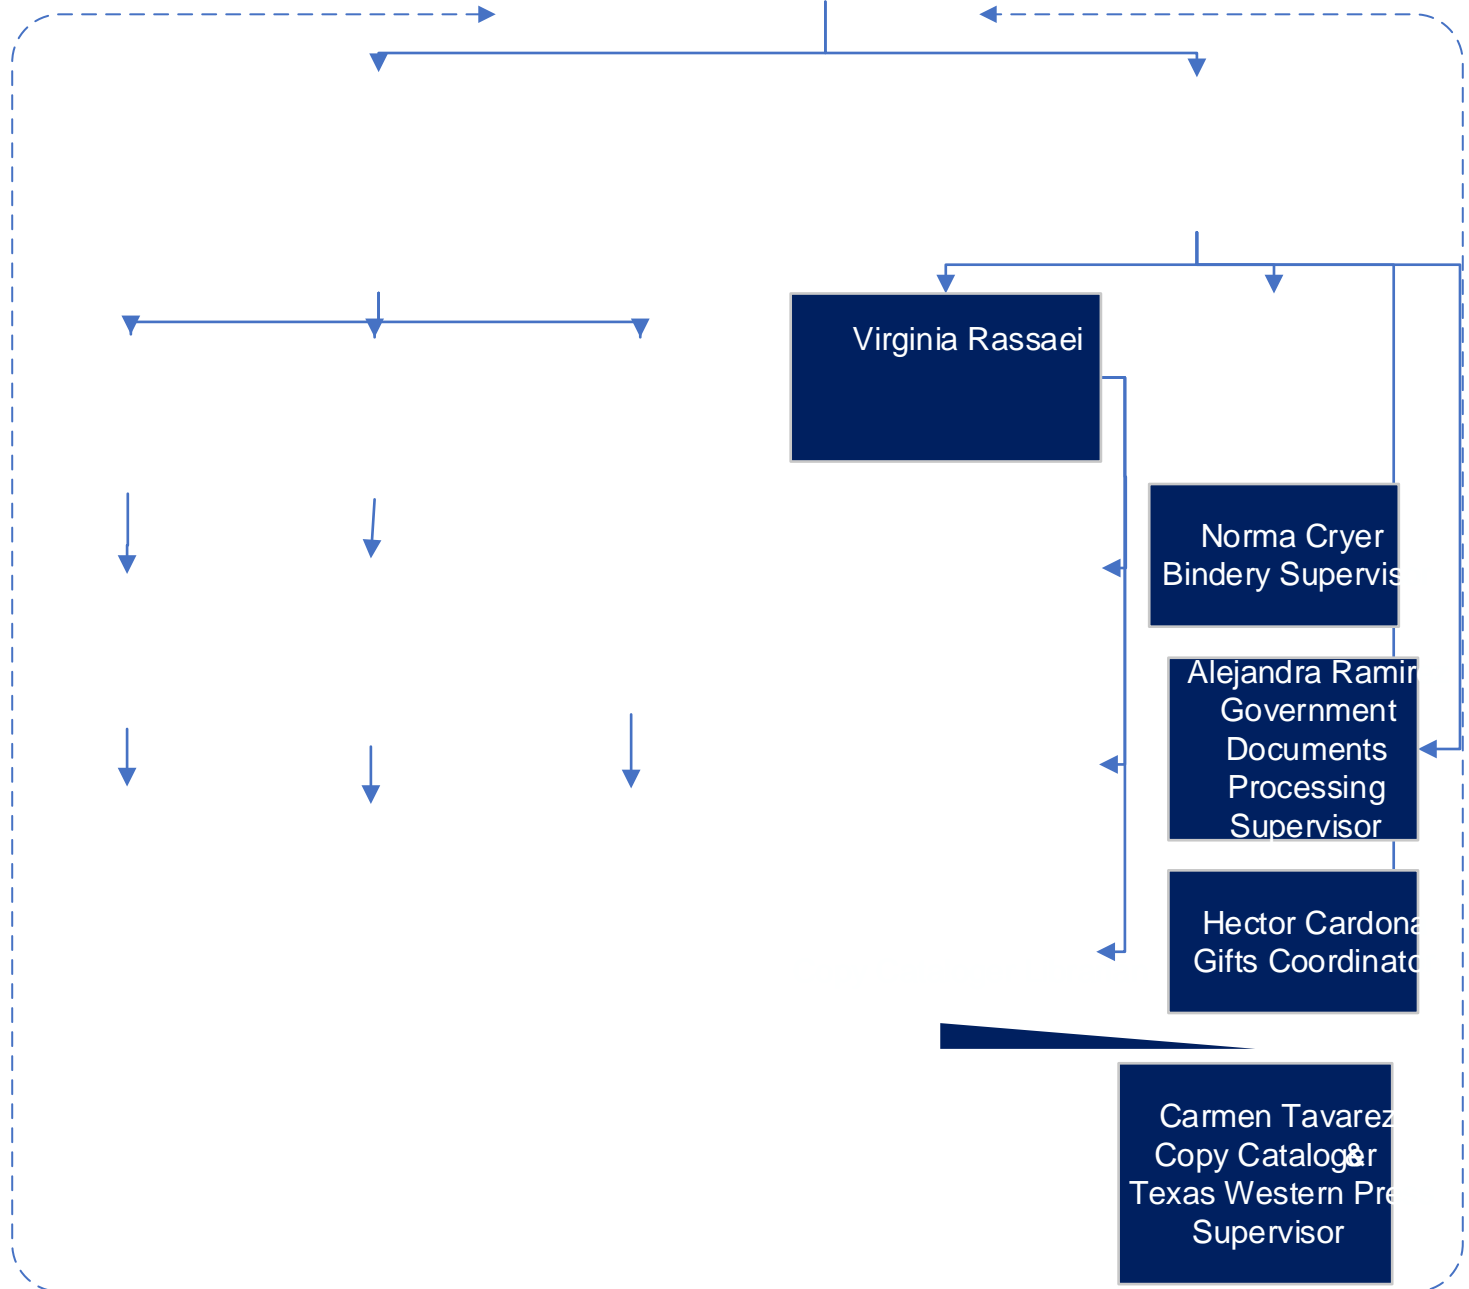 Virginia Rassaei
Norma Cryer
Bindery Supervis
Alejandra Ramir
Government
Documents
Processing
Supervisor
Hector Cardona
Gifts Coordinato
Carmen Tavarez
Copy Cataloger &
Texas Western Pre
Supervisor